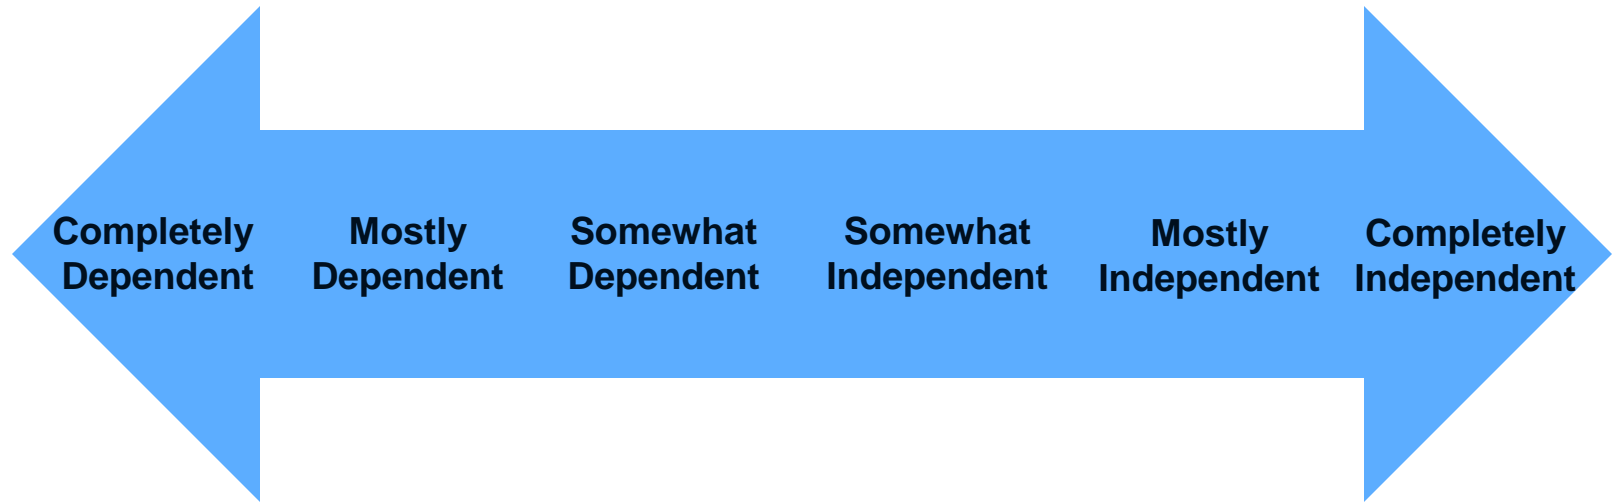 Completely
Dependent
Mostly
Dependent
Somewhat
Dependent
Somewhat
Independent
Mostly
Independent
Completely
Independent